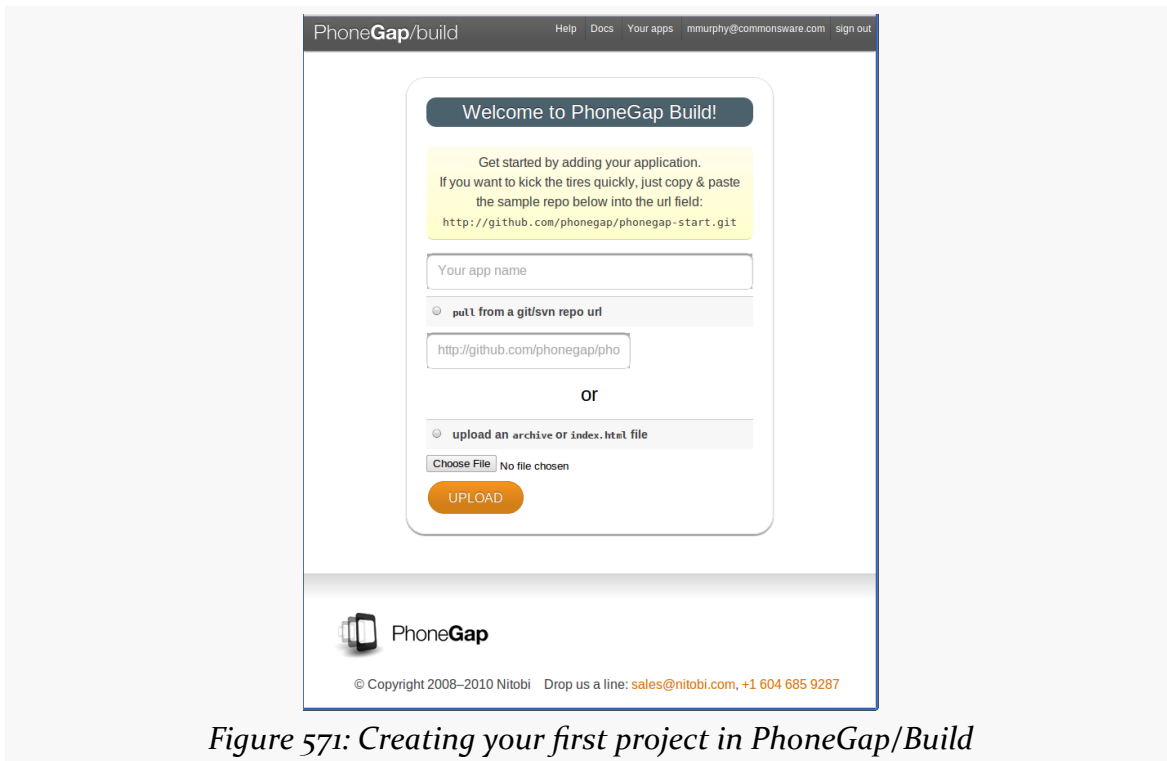 PhoneGap/build Help Docs Your apps mmurphy@commonsware.com sign out
Welcome to PhoneGap Build!
Get started by adding your application.
If you want to kick the tires quickly, just copy & paste
the sample repo below into the url field:
http://github.com/phonegap/phonegap-start.git
Your app name
pull from a git/svn repo url
http://github.com/phonegap/pho
or
upload an archive or index.html file
Choose File No file chosen
UPLOAD
PhoneGap
© Copyright 2008–2010 Nitobi Drop us a line: sales@nitobi.com, +1 604 685 9287
Figure 571: Creating your first project in PhoneGap/Build